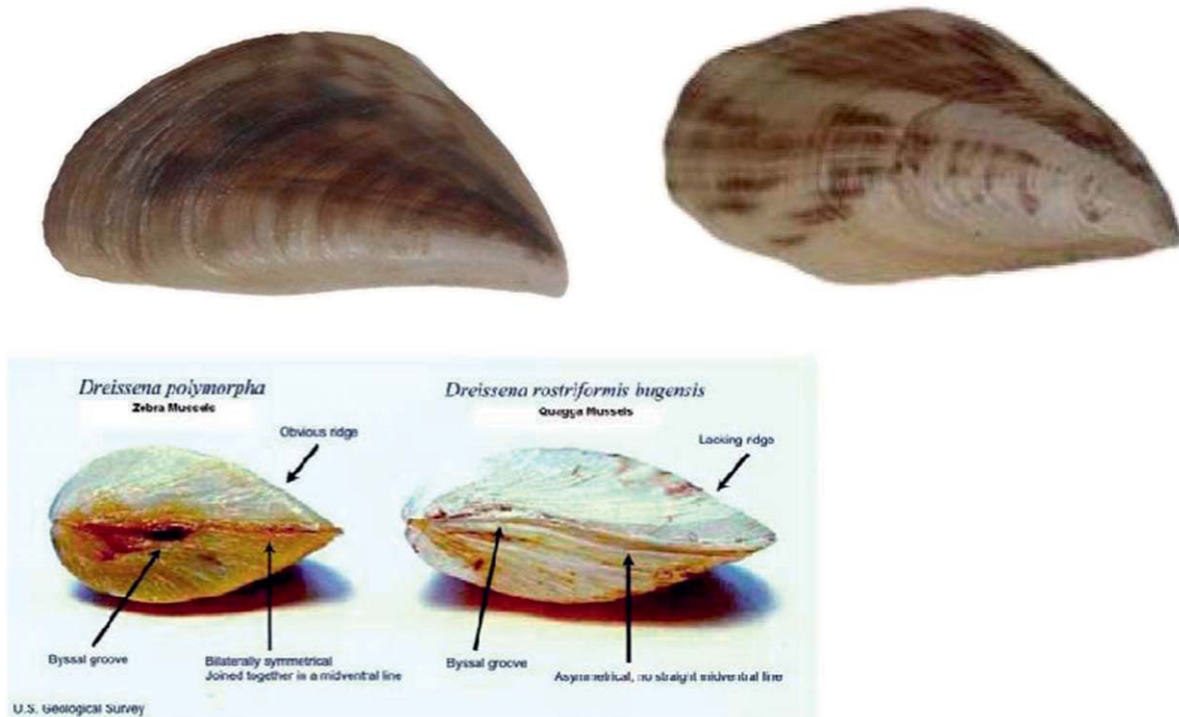 Dreissena polymorpha
Zebra Mussels
Dreissena rostriformis bugensis
Quagga Mussels
Obvious ridge
Lacking ridge
Byssal groove
Bilaterally symmetrical
Joined together in a midventral line
Byssal groove
Asymmetrical, no straight midventral line
U.S. Geological Survey